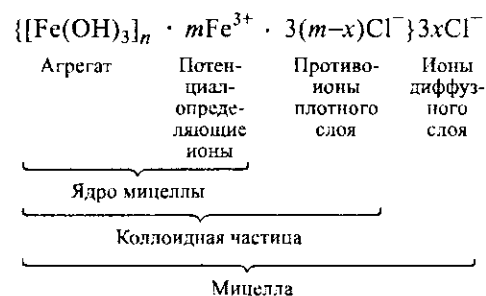 {[Fe(OH)₃]ₙ · mFe³⁺ · 3(m–x)Cl⁻}3xCl⁻
Агрегат Потен- Противо- Ионы
циал- ионы диффуз-
опреде- плотного ного
ляющие слоя слоя
ионы
Ядро мицеллы
Коллоидная частица
Мицелла